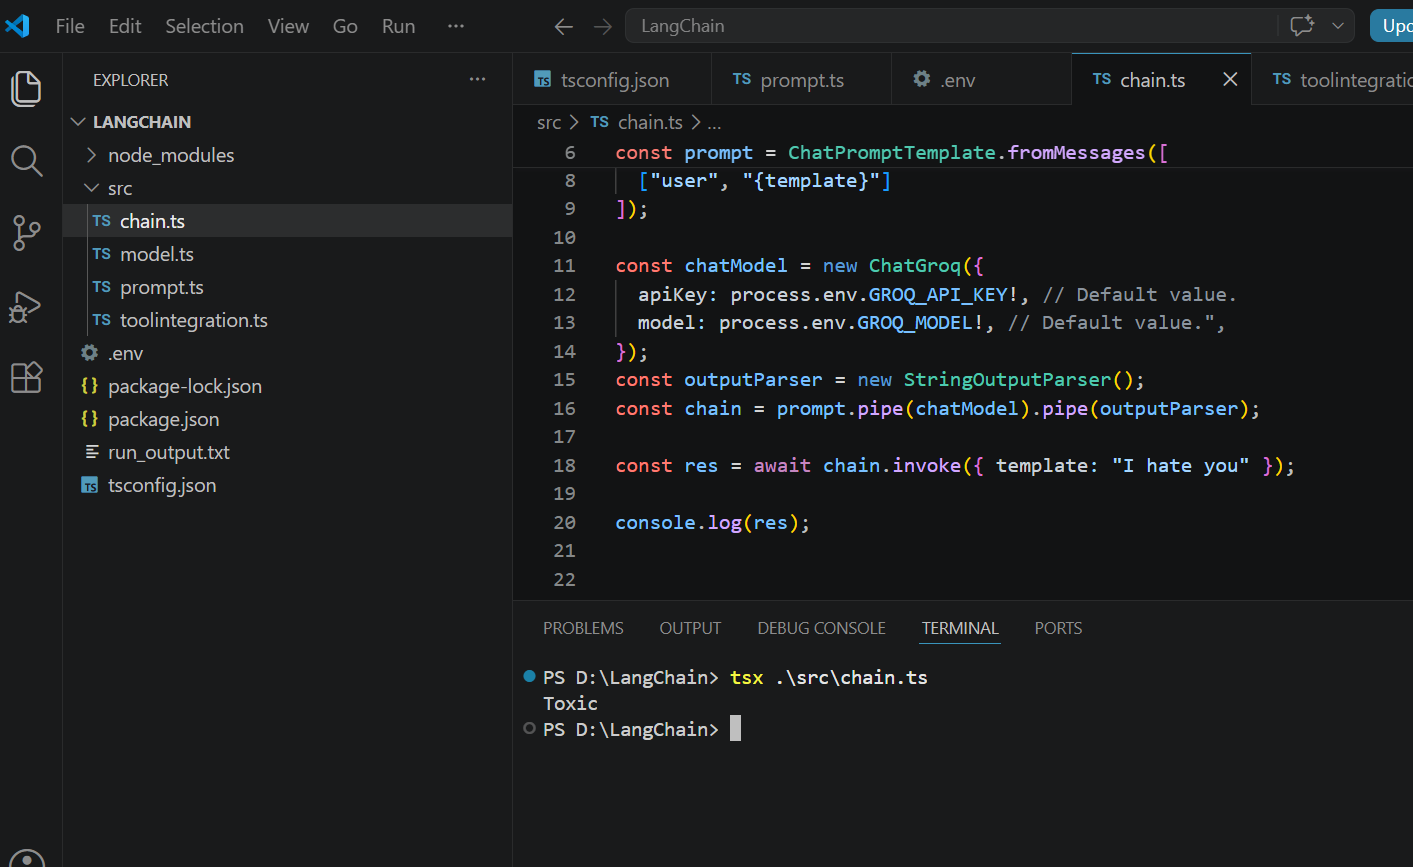 File Edit Selection View Go Run ...
LangChain
Upd
EXPLORER ...
LANGCHAIN
node_modules
src
TS chain.ts
TS model.ts
TS prompt.ts
TS toolintegration.ts
.env
{} package-lock.json
{} package.json
run_output.txt
TS tsconfig.json
TS tsconfig.json
TS prompt.ts
.env
TS chain.ts
TS toolintegratio
src > TS chain.ts > ...
6 const prompt = ChatPromptTemplate.fromMessages([
8 ["user", "{template}"]
9 ]);
10
11 const chatModel = new ChatGroq({
12 apiKey: process.env.GROQ_API_KEY!, // Default value.
13 model: process.env.GROQ_MODEL!, // Default value.",
14 });
15 const outputParser = new StringOutputParser();
16 const chain = prompt.pipe(chatModel).pipe(outputParser);
17
18 const res = await chain.invoke({ template: "I hate you" });
19
20 console.log(res);
21
22
PROBLEMS OUTPUT DEBUG CONSOLE TERMINAL PORTS
PS D:\LangChain> tsx .\src\chain.ts
Toxic
PS D:\LangChain>